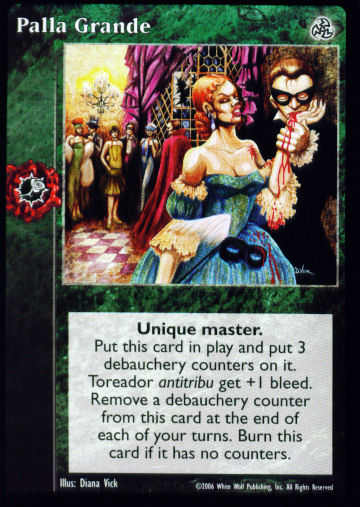 Palla Grande
D.VICK
Unique master.
Put this card in play and put 3
debauchery counters on it.
Toreador antitribu get +1 bleed.
Remove a debauchery counter
from this card at the end of
each of your turns. Burn this
card if it has no counters.
Illus: Diana Vick
©2006 White Wolf Publishing, Inc. All Rights Reserved